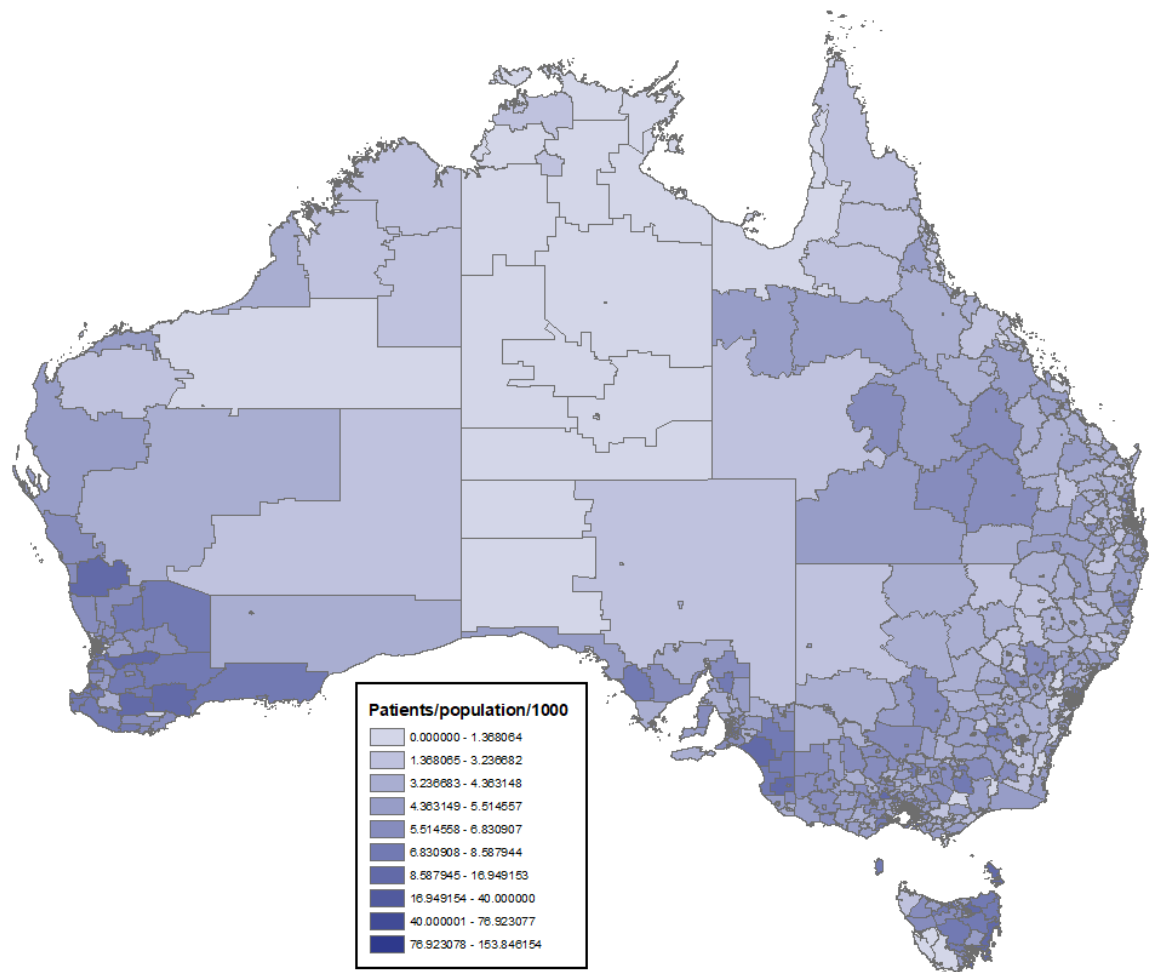 Patients/population/1000
0.000000 - 1.368064
1.368065 - 3.236682
3.236683 - 4.363148
4.363149 - 5.514557
5.514558 - 6.830907
6.830908 - 8.587944
8.587945 - 16.949153
16.949154 - 40.000000
40.000001 - 76.923077
76.923078 - 153.846154